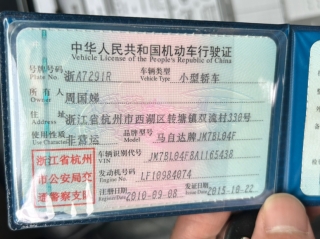 中华人民共和国机动车行驶证
Vehicle License of the People's Republic of China
号牌号码 浙A7Z91R 车辆类型 小型轿车
Plate No. Vehicle Type
所有人 周国娣
Owner
住址 浙江省杭州市西湖区转塘镇双流村330号
Address
使用性质 非营运 品牌型号 马自达牌JM7BL04F
Use Character Model
浙江省杭州 车辆识别代号 JM7BL04F8A1165438
VIN
市公安局交 发动机号码 LF10984074
Engine No.
通警察支队 注册日期 2010-09-08 发证日期 2015-10-22
Register Date Issue Date